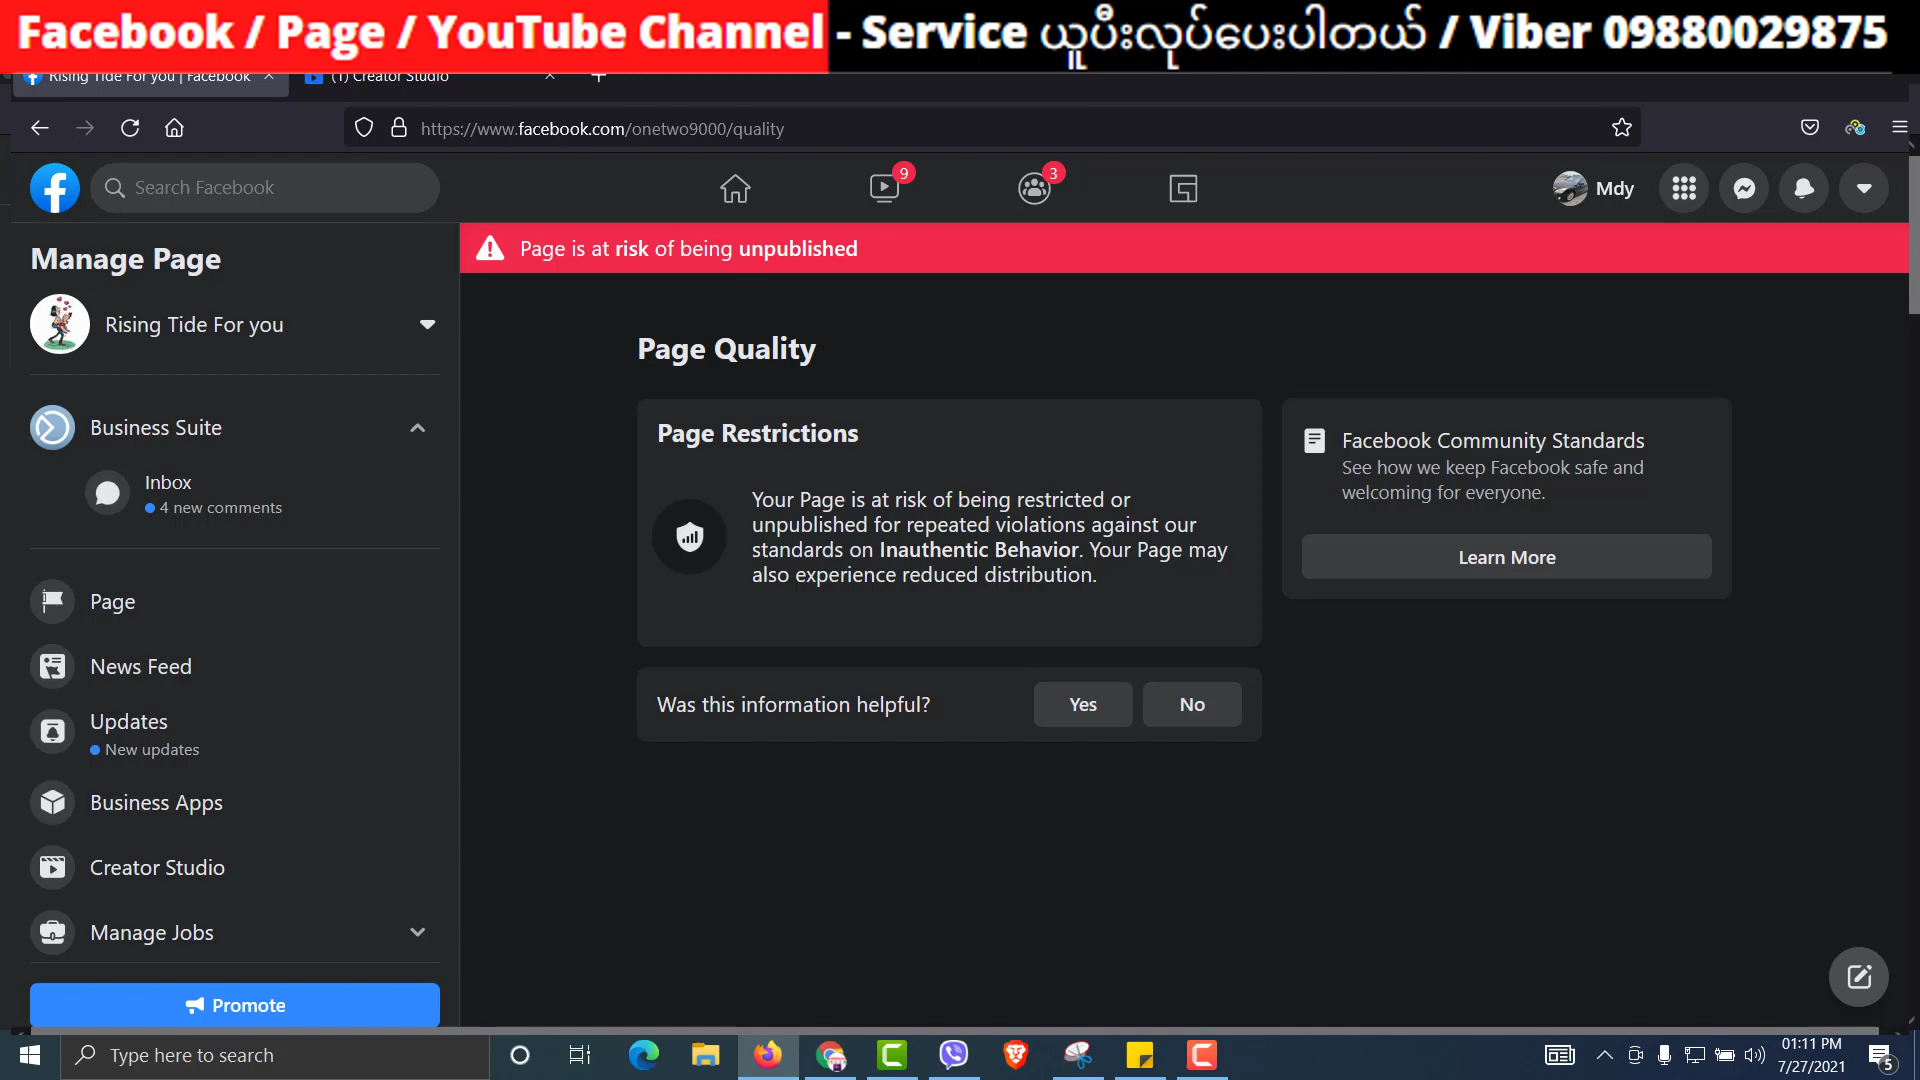 Facebook / Page / YouTube Channel - Service ယူပီးလုပ်ပေးပါတယ် / Viber 09880029875
Rising Tide For you | Facebook
(1) Creator Studio
https://www.facebook.com/onetwo9000/quality
Search Facebook
9
3
Mdy
Manage Page
Page is at risk of being unpublished
Rising Tide For you
Page Quality
Business Suite
Inbox
4 new comments
Page Restrictions
Your Page is at risk of being restricted or
unpublished for repeated violations against our
standards on Inauthentic Behavior. Your Page may
also experience reduced distribution.
Facebook Community Standards
See how we keep Facebook safe and
welcoming for everyone.
Learn More
Page
News Feed
Updates
New updates
Was this information helpful?
Yes
No
Business Apps
Creator Studio
Manage Jobs
Promote
Type here to search
01:11 PM
7/27/2021
5